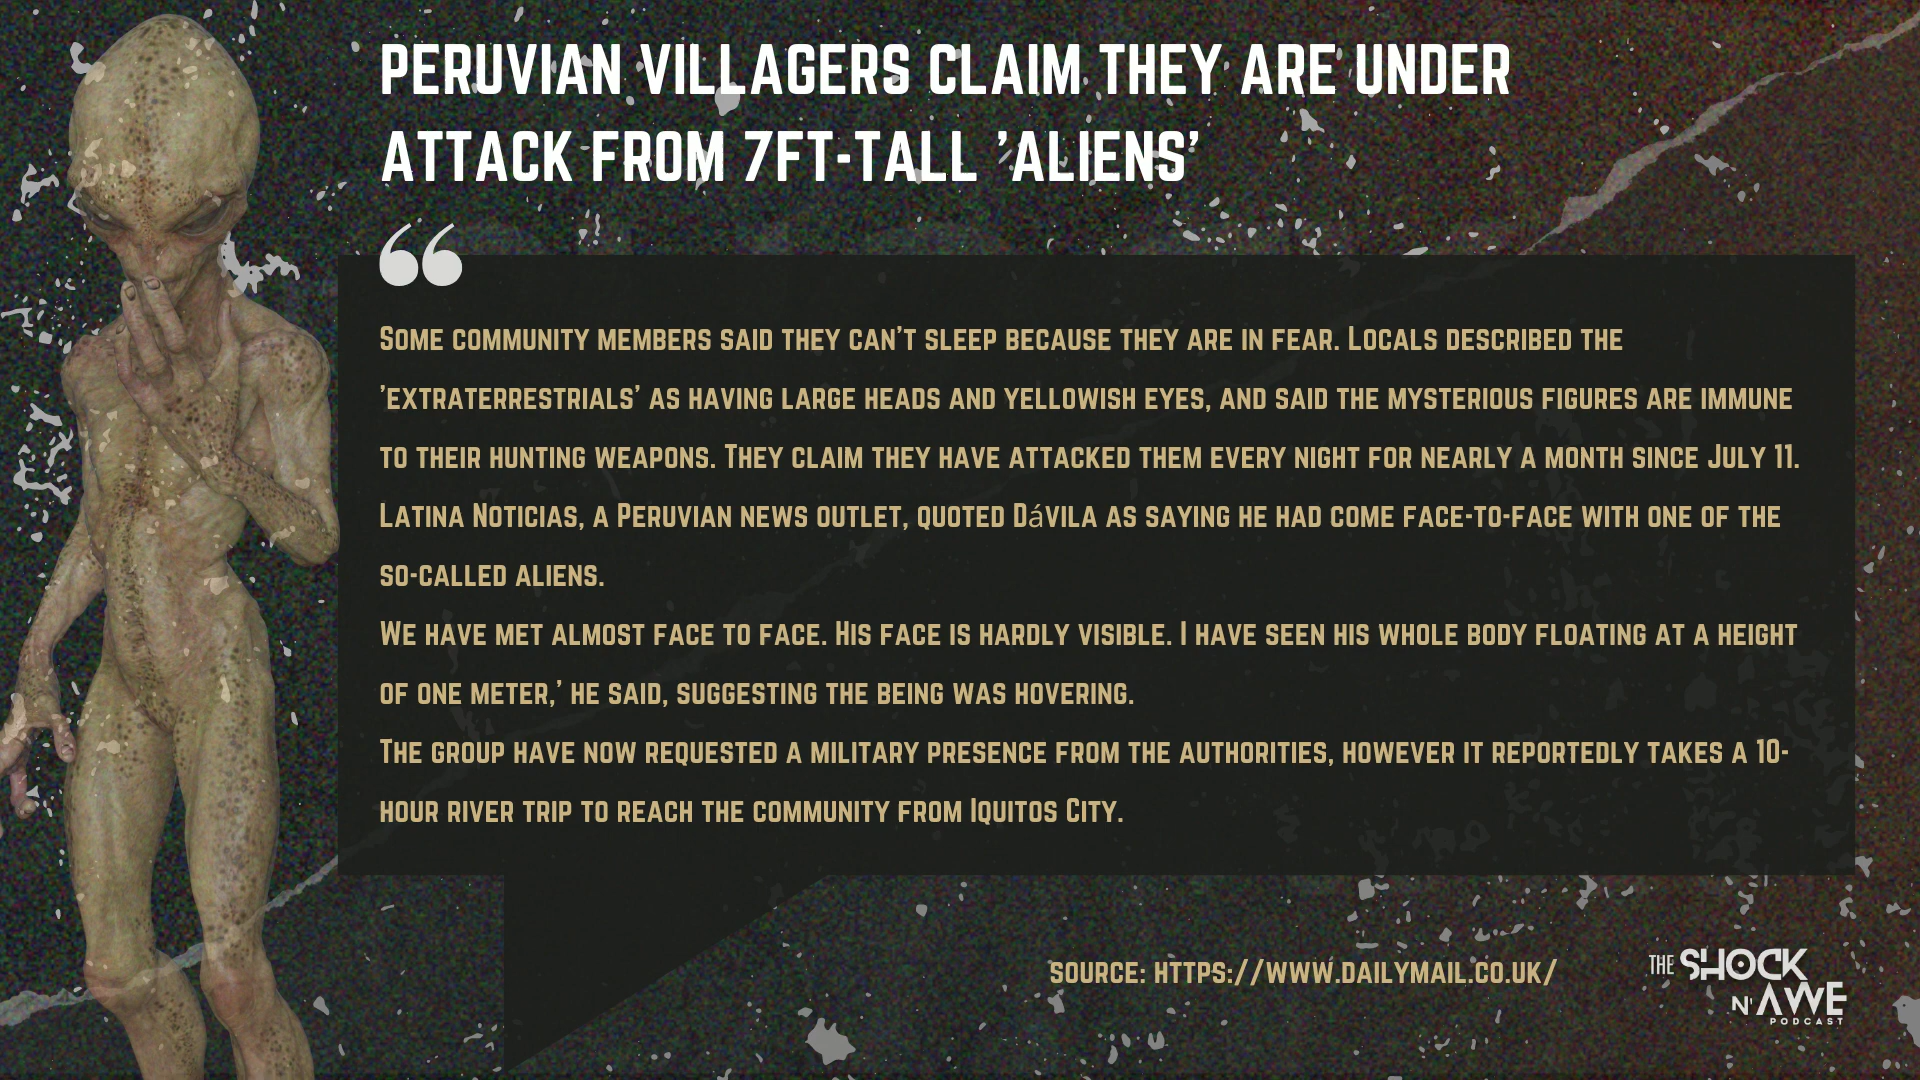 PERUVIAN VILLAGERS CLAIM THEY ARE UNDER
ATTACK FROM 7FT-TALL 'ALIENS'
“
Some community members said they can't sleep because they are in fear. Locals described the
'extraterrestrials' as having large heads and yellowish eyes, and said the mysterious figures are immune
to their hunting weapons. They claim they have attacked them every night for nearly a month since July 11.
Latina Noticias, a Peruvian news outlet, quoted Dávila as saying he had come face-to-face with one of the
so-called aliens.
We have met almost face to face. His face is hardly visible. I have seen his whole body floating at a height
of one meter,' he said, suggesting the being was hovering.
The group have now requested a military presence from the authorities, however it reportedly takes a 10-
hour river trip to reach the community from Iquitos City.
source: https://www.dailymail.co.uk/
THE SHOCK
N' AWE
PODCAST